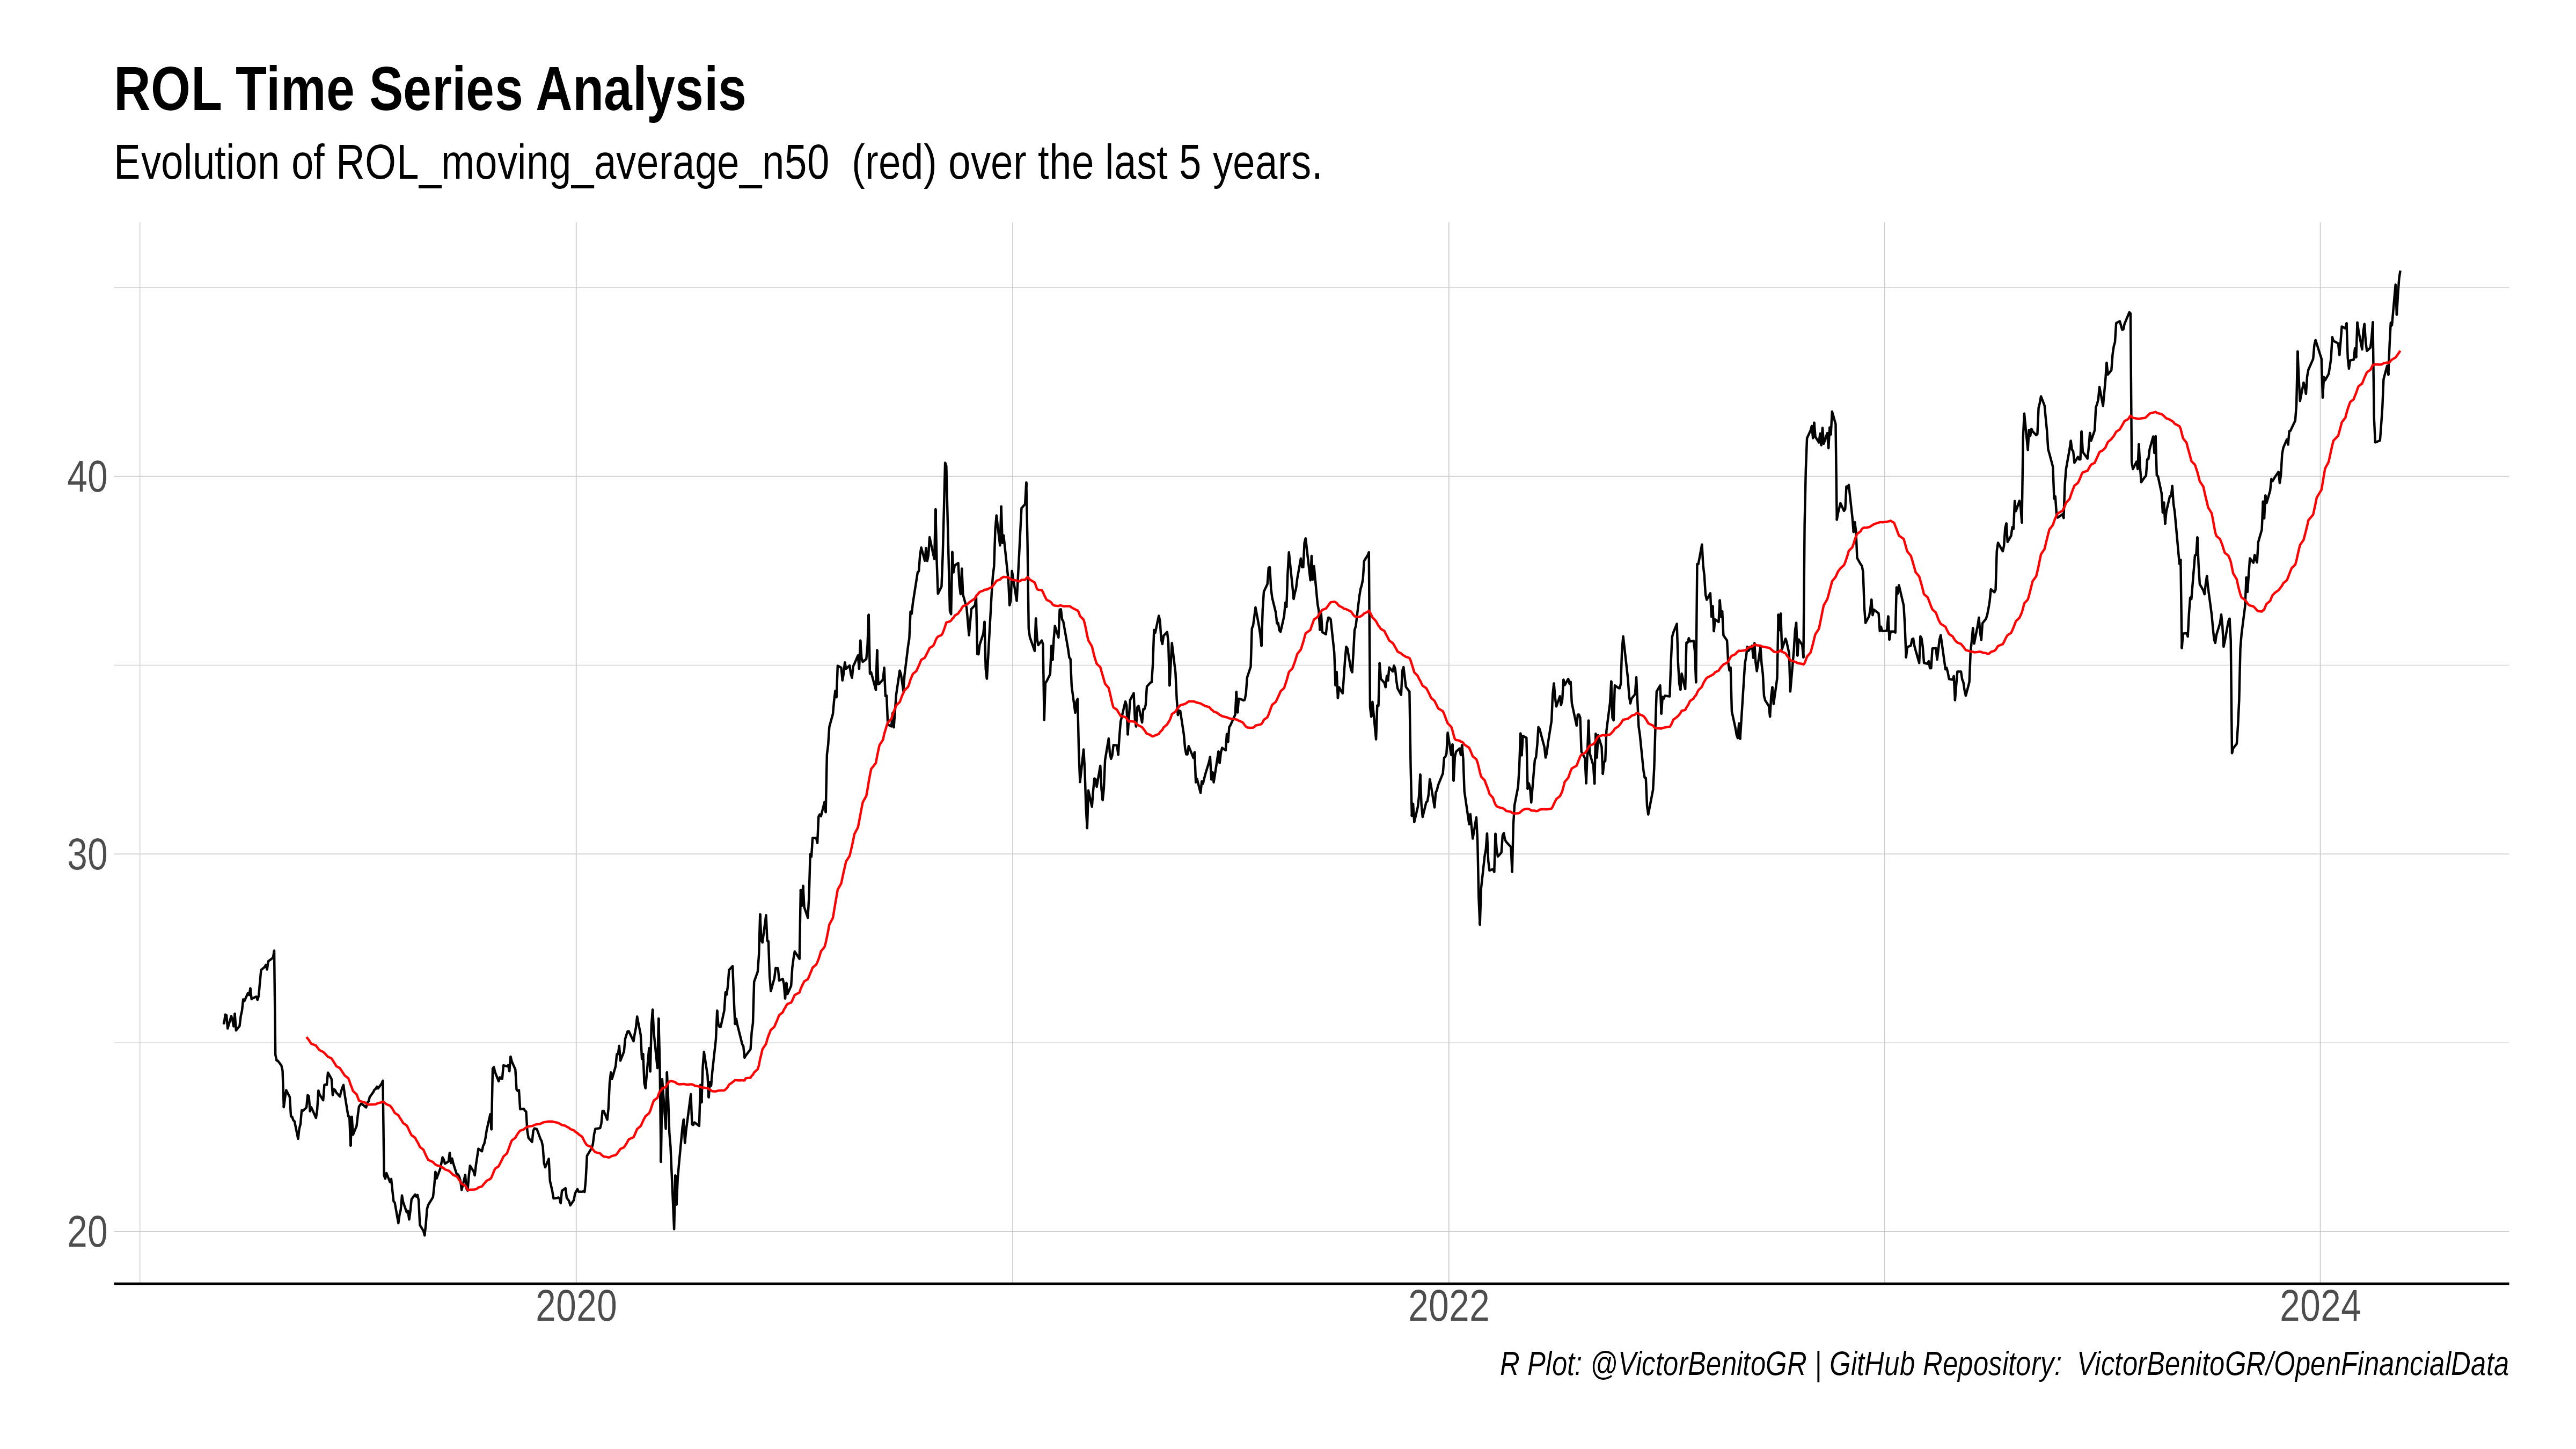 ROL Time Series Analysis
Evolution of ROL_moving_average_n50  (red) over the last 5 years.
40
30
20
2020 2022 2024
R Plot: @VictorBenitoGR | GitHub Repository:  VictorBenitoGR/OpenFinancialData